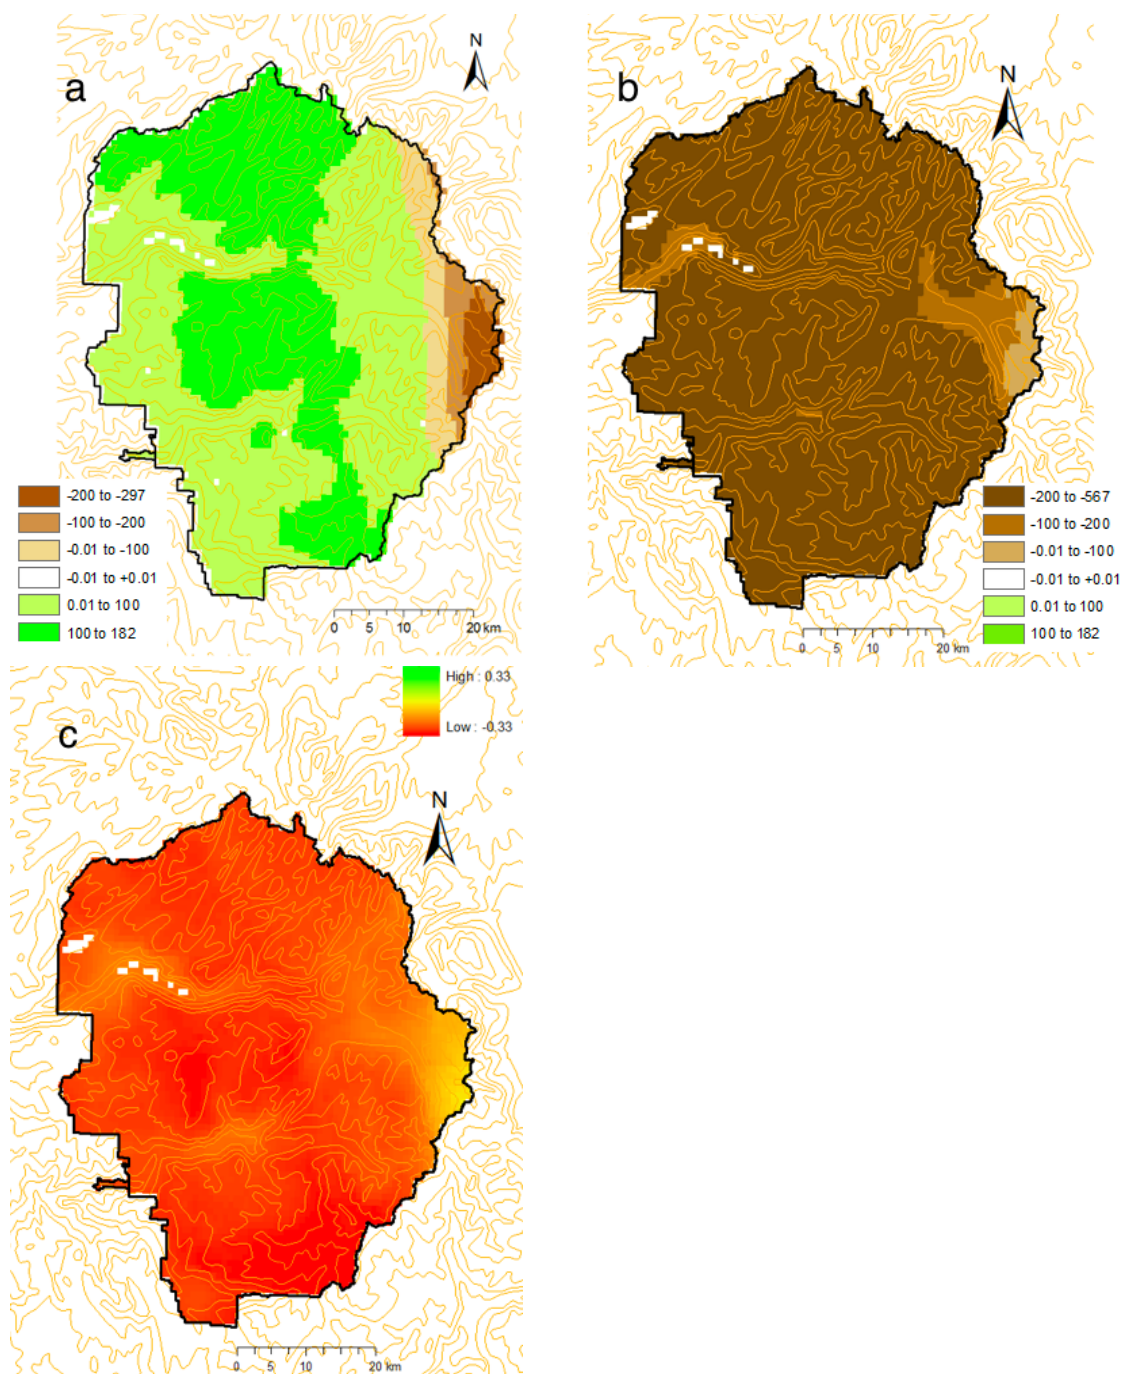 a
N
-200 to -297
-100 to -200
-0.01 to -100
-0.01 to +0.01
0.01 to 100
100 to 182
0 5 10 20 km
b
N
-200 to -567
-100 to -200
-0.01 to -100
-0.01 to +0.01
0.01 to 100
100 to 182
0 5 10 20 km
c
High : 0.33
Low : -0.33
N
0 5 10 20 km